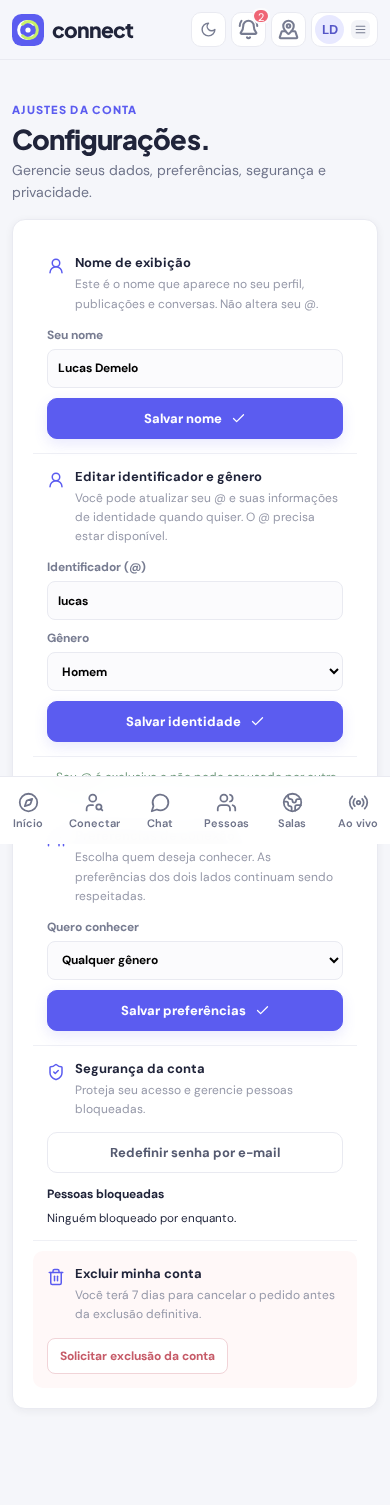 connect
2
LD
AJUSTES DA CONTA
Configurações.
Gerencie seus dados, preferências, segurança e
privacidade.
Nome de exibição
Este é o nome que aparece no seu perfil,
publicações e conversas. Não altera seu @.
Seu nome
Lucas Demelo
Salvar nome
Editar identificador e gênero
Você pode atualizar seu @ e suas informações
de identidade quando quiser. O @ precisa
estar disponível.
Identificador (@)
lucas
Gênero
Homem
Salvar identidade
Início
Conectar
Chat
Pessoas
Salas
Ao vivo
Escolha quem deseja conhecer. As
preferências dos dois lados continuam sendo
respeitadas.
Quero conhecer
Qualquer gênero
Salvar preferências
Segurança da conta
Proteja seu acesso e gerencie pessoas
bloqueadas.
Redefinir senha por e-mail
Pessoas bloqueadas
Ninguém bloqueado por enquanto.
Excluir minha conta
Você terá 7 dias para cancelar o pedido antes
da exclusão definitiva.
Solicitar exclusão da conta